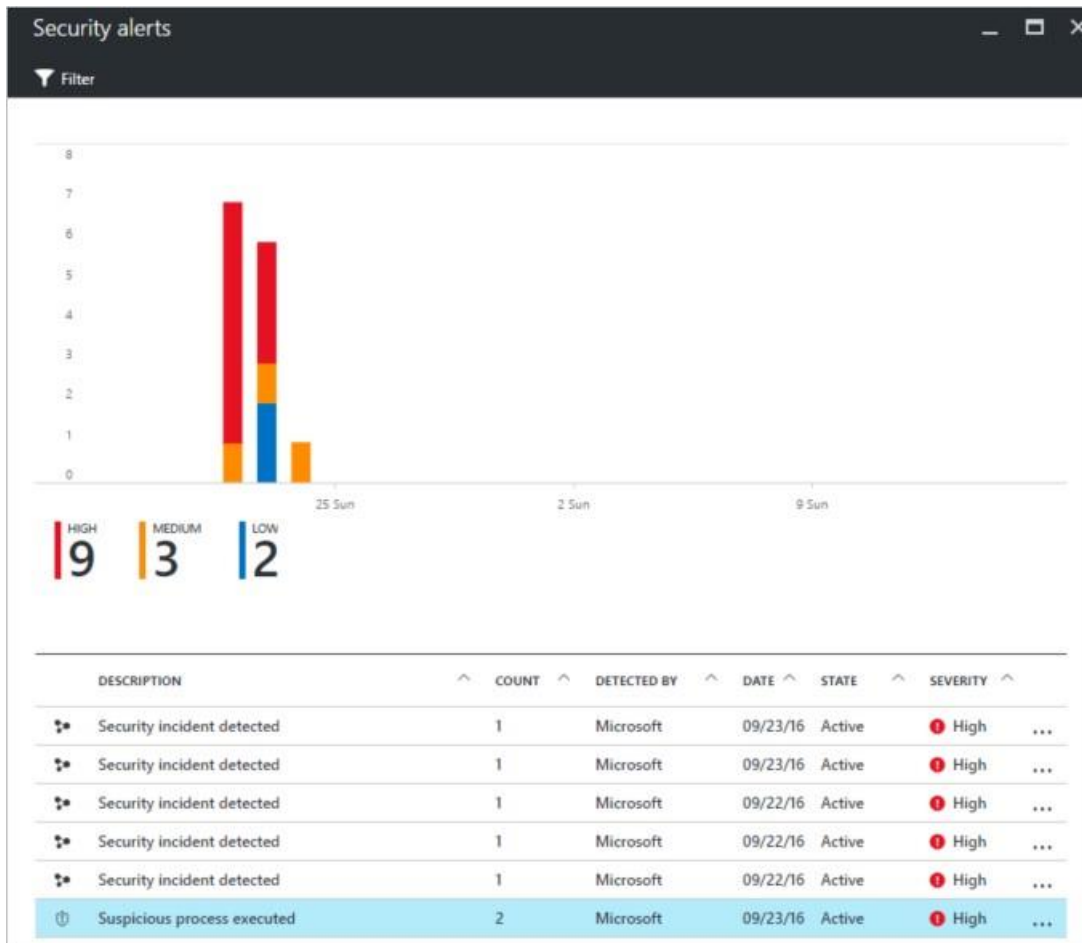 Security alerts
Filter
8
7
6
5
4
3
2
1
0
25 Sun 2 Sun 9 Sun
HIGH MEDIUM LOW
9 3 2
DESCRIPTION COUNT DETECTED BY DATE STATE SEVERITY
Security incident detected 1 Microsoft 09/23/16 Active High ...
Security incident detected 1 Microsoft 09/23/16 Active High ...
Security incident detected 1 Microsoft 09/22/16 Active High ...
Security incident detected 1 Microsoft 09/22/16 Active High ...
Security incident detected 1 Microsoft 09/22/16 Active High ...
Suspicious process executed 2 Microsoft 09/23/16 Active High ...